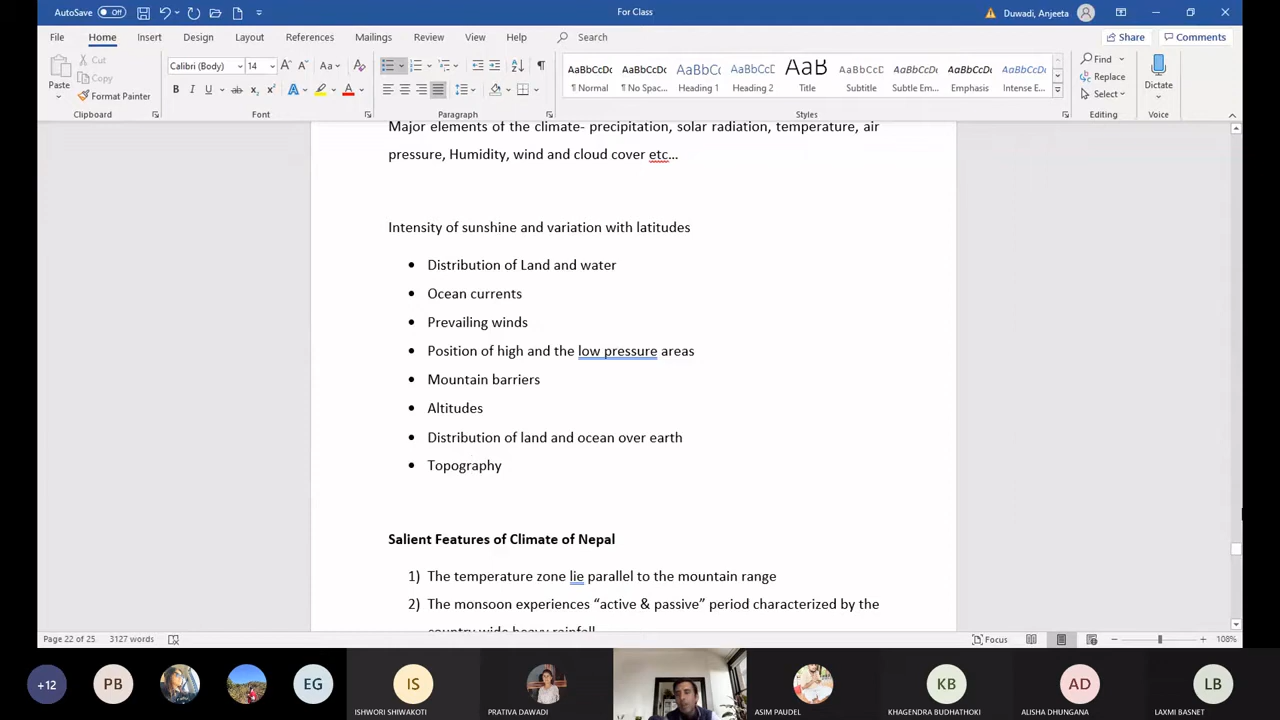 AutoSave Off For Class Duwadi, Anjeeta
File Home Insert Design Layout References Mailings Review View Help Search Share Comments
Cut
Copy
Format Painter
Paste
Calibri (Body) 14
AaBbCcDc AaBbCcDc AaBbCcDc AaBbCcD AaB AaBbCcDc AaBbCcDc AaBbCcDc AaBbCcDc
¶ Normal ¶ No Spac... Heading 1 Heading 2 Title Subtitle Subtle Em... Emphasis Intense E...
Find
Replace
Select
Dictate
Clipboard Font Paragraph Styles Editing Voice
Major elements of the climate- precipitation, solar radiation, temperature, air
pressure, Humidity, wind and cloud cover etc...
Intensity of sunshine and variation with latitudes
• Distribution of Land and water
• Ocean currents
• Prevailing winds
• Position of high and the low pressure areas
• Mountain barriers
• Altitudes
• Distribution of land and ocean over earth
• Topography
Salient Features of Climate of Nepal
1) The temperature zone lie parallel to the mountain range
2) The monsoon experiences “active & passive” period characterized by the
country wide heavy rainfall
Page 22 of 25 3127 words Focus 108%
+12 PB EG IS KB AD LB
ISHWORI SHIWAKOTI PRATIVA DAWADI ASIM PAUDEL KHAGENDRA BUDHATHOKI ALISHA DHUNGANA LAXMI BASNET